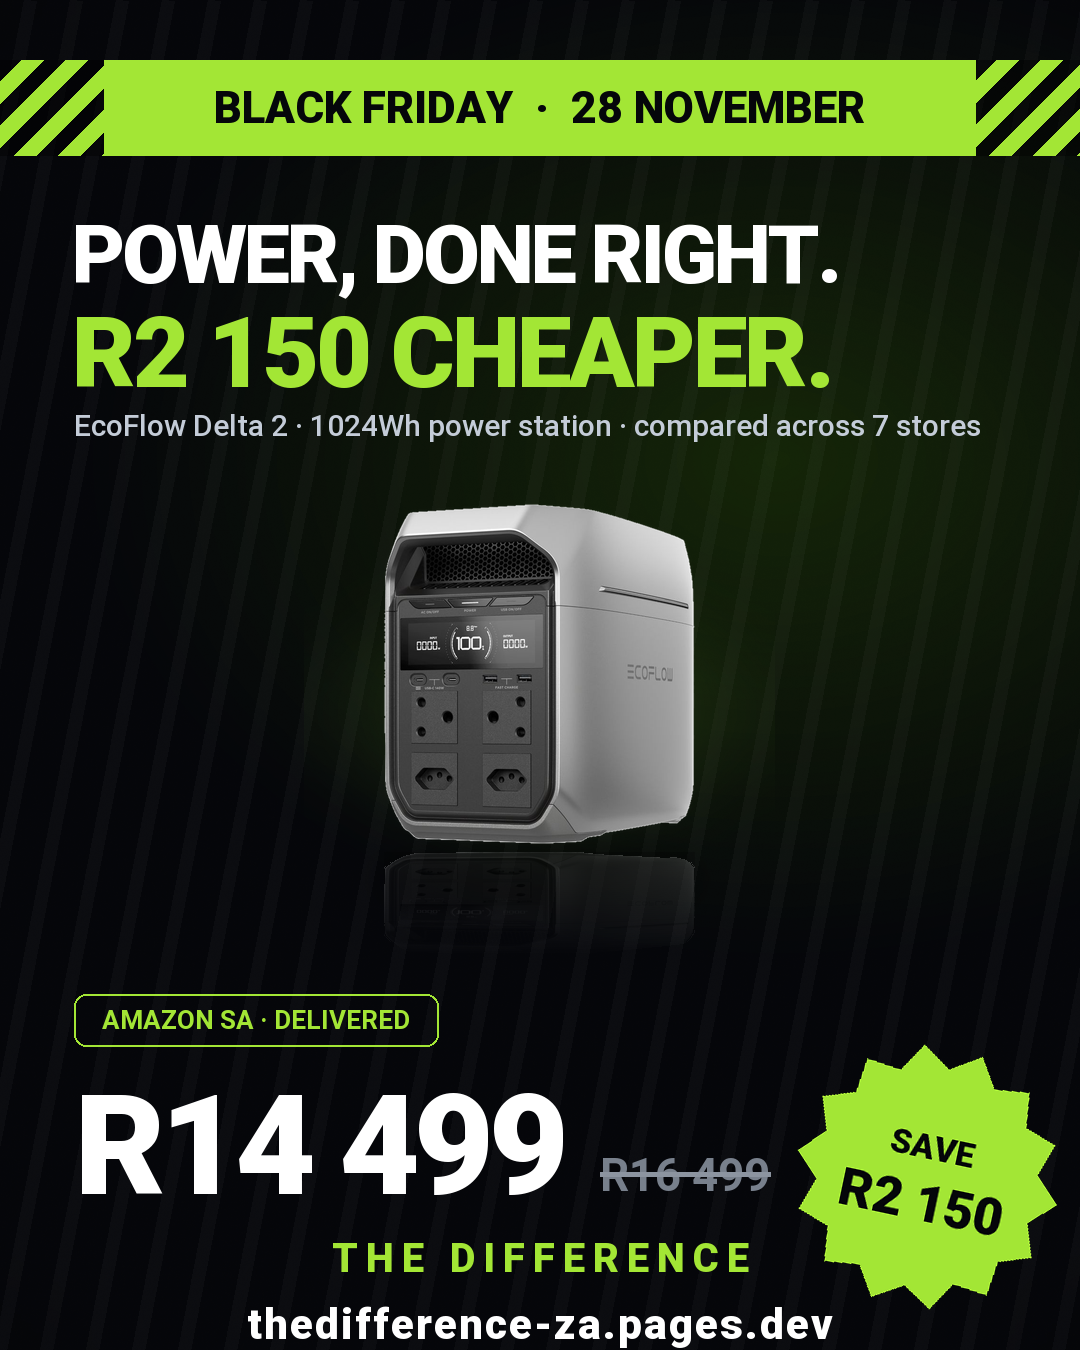 BLACK FRIDAY · 28 NOVEMBER
POWER, DONE RIGHT.
R2 150 CHEAPER.
EcoFlow Delta 2 · 1024Wh power station · compared across 7 stores
100
ECOFLOW
AMAZON SA · DELIVERED
R14 499 R16 499
SAVE
R2 150
THE DIFFERENCE
thedifference-za.pages.dev